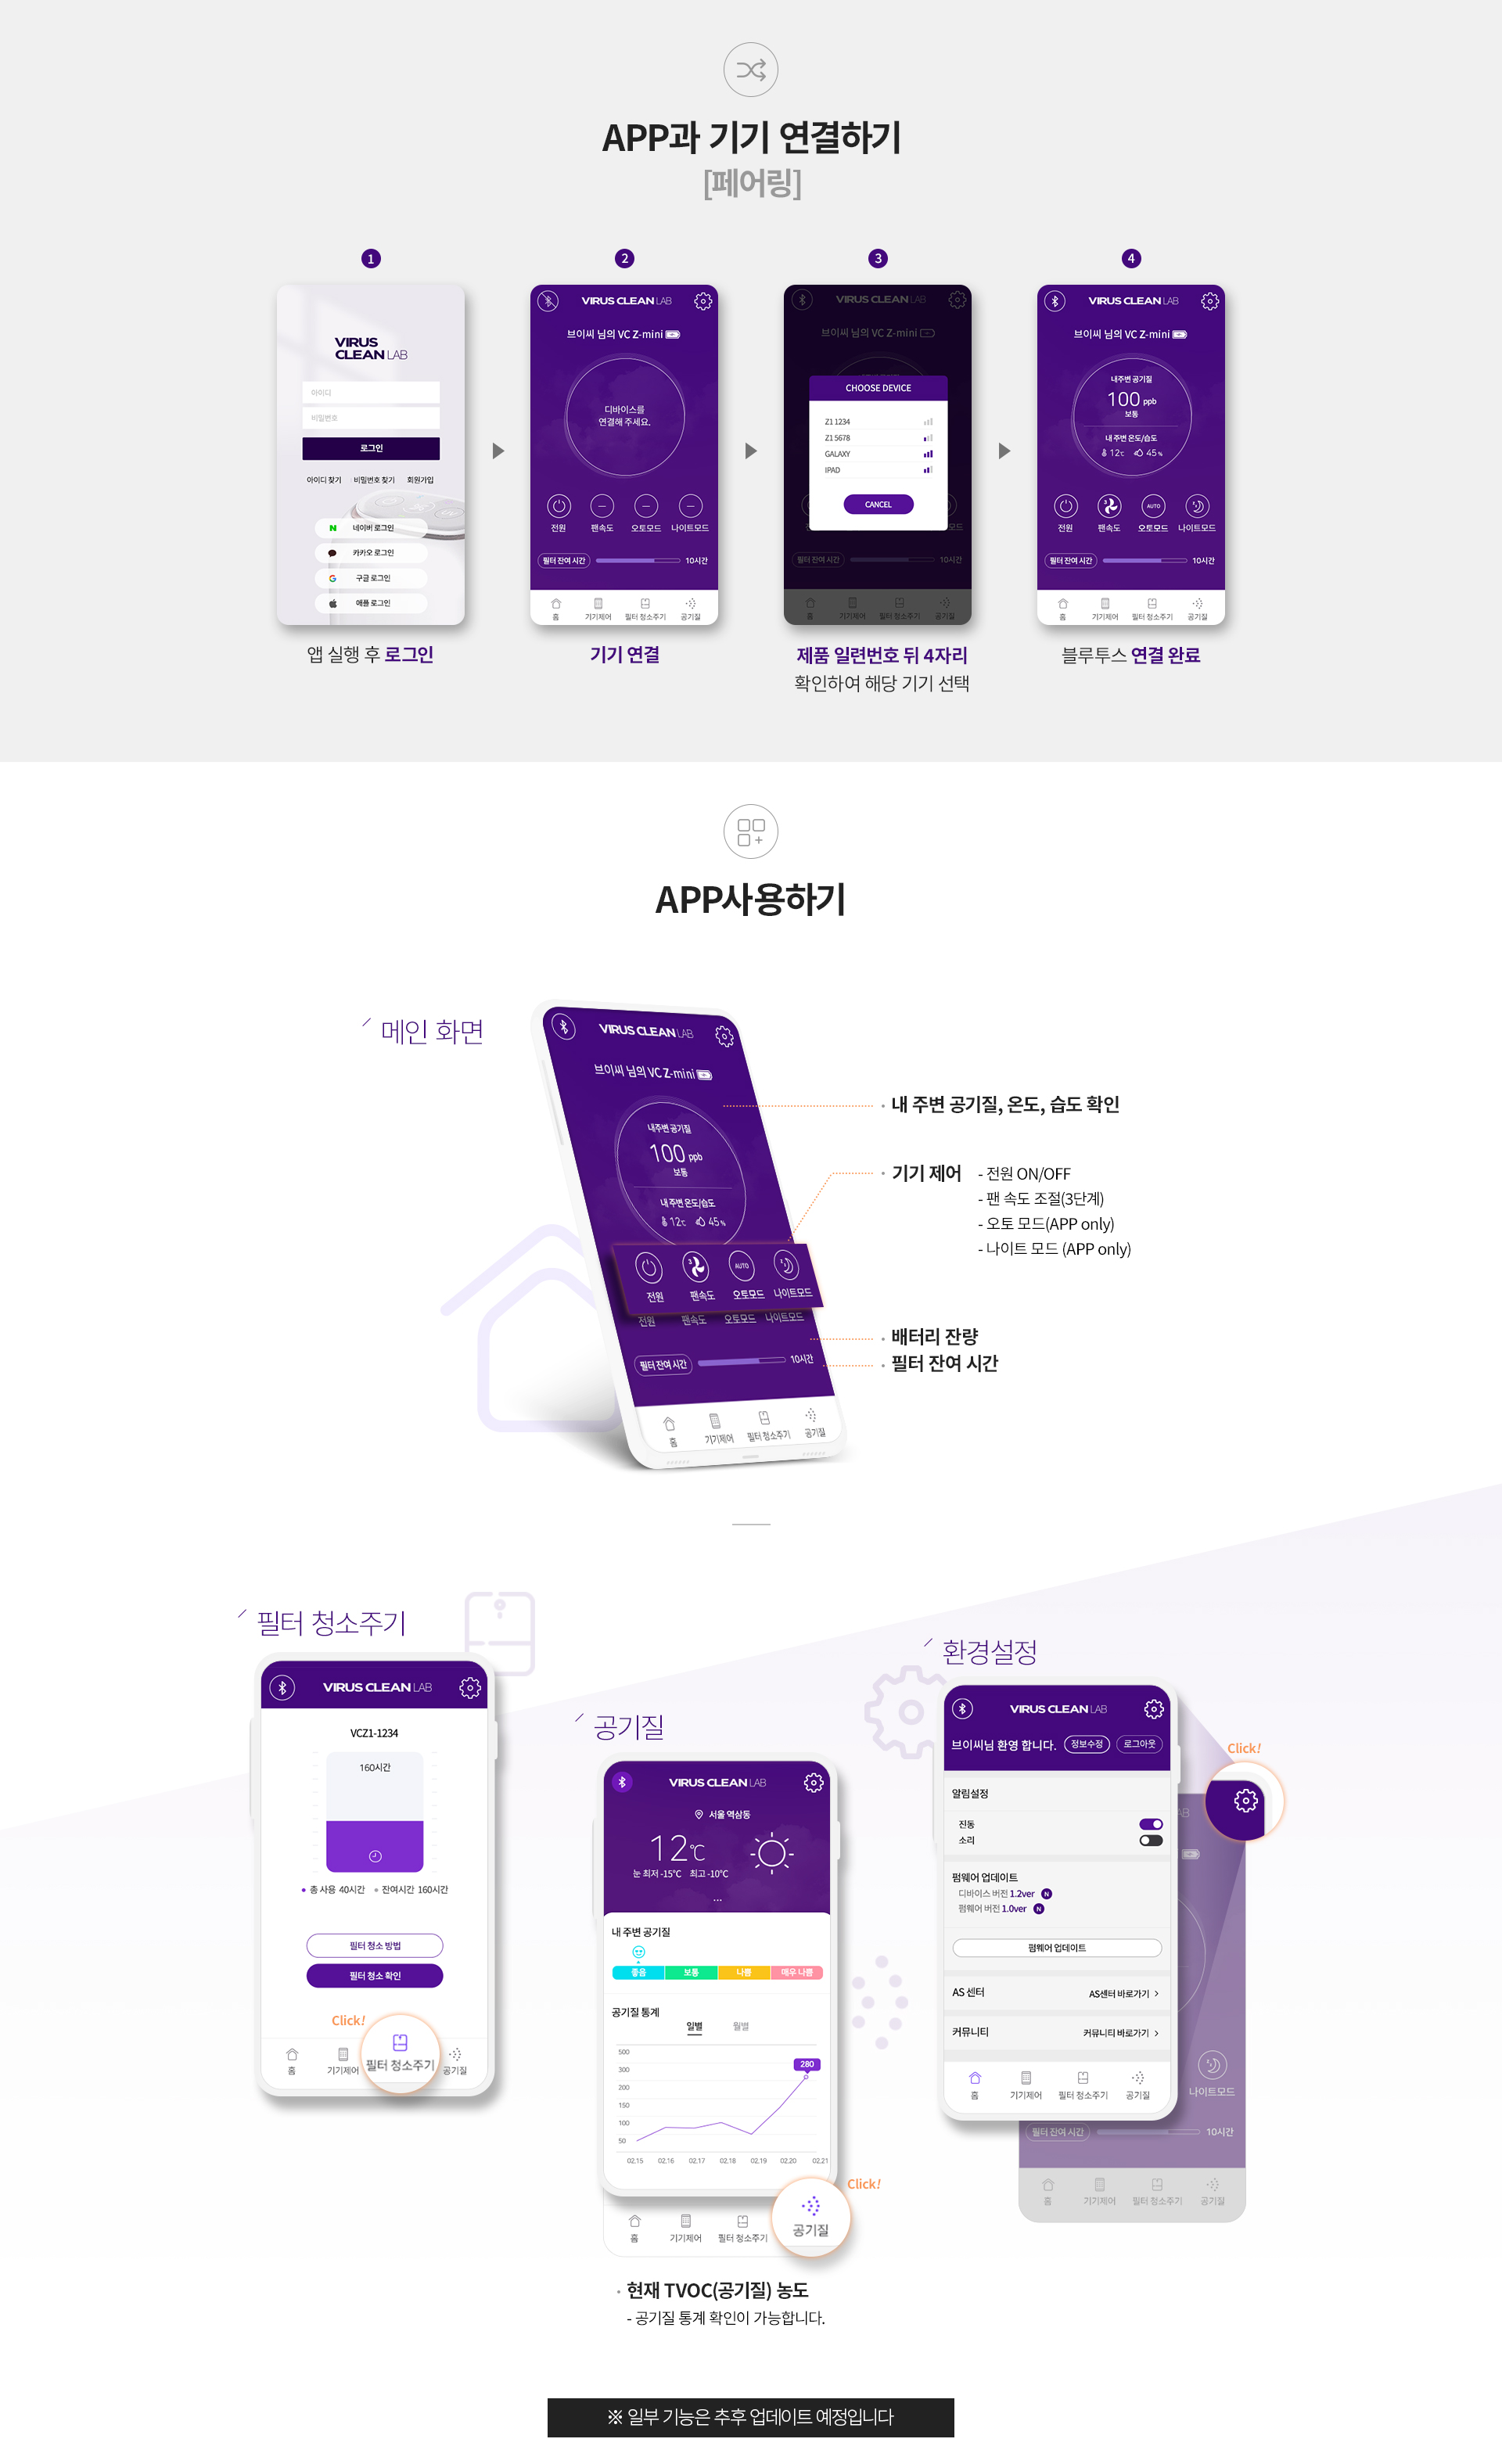 APP과 기기 연결하기
[페어링]
1
VIRUS
CLEAN LAB
아이디
비밀번호
로그인
아이디 찾기 비밀번호 찾기 회원가입
네이버 로그인
카카오 로그인
구글 로그인
애플 로그인
앱 실행 후 로그인
2
VIRUS CLEAN LAB
브이씨 님의 VC Z-mini
디바이스를
연결해 주세요.
전원 팬속도 오토모드 나이트모드
필터 잔여 시간 10시간
홈 기기제어 필터 청소주기 공기질
기기 연결
3
VIRUS CLEAN LAB
브이씨 님의 VC Z-mini
CHOOSE DEVICE
Z1 1234
Z1 5678
GALAXY
IPAD
CANCEL
필터 잔여 시간 10시간
홈 기기제어 필터 청소주기 공기질
제품 일련번호 뒤 4자리
확인하여 해당 기기 선택
4
VIRUS CLEAN LAB
브이씨 님의 VC Z-mini
내주변 공기질
100 ppb
보통
내 주변 온도/습도
12℃ 45%
AUTO
전원 팬속도 오토모드 나이트모드
필터 잔여 시간 10시간
홈 기기제어 필터 청소주기 공기질
블루투스 연결 완료
APP사용하기
메인 화면
VIRUS CLEAN LAB
브이씨 님의 VC Z-mini
내주변 공기질
100 ppb
보통
내 주변 온도/습도
12℃ 45%
AUTO
전원 팬속도 오토모드 나이트모드
전원 팬속도 오토모드 나이트모드
필터 잔여 시간 10시간
홈 기기제어 필터 청소주기 공기질
· 내 주변 공기질, 온도, 습도 확인
· 기기 제어 - 전원 ON/OFF
- 팬 속도 조절(3단계)
- 오토 모드(APP only)
- 나이트 모드 (APP only)
· 배터리 잔량
· 필터 잔여 시간
필터 청소주기
VIRUS CLEAN LAB
VCZ1-1234
160시간
• 총 사용 40시간 • 잔여시간 160시간
필터 청소 방법
필터 청소 확인
Click!
홈 기기제어 필터 청소주기 공기질
공기질
VIRUS CLEAN LAB
서울 역삼동
12℃
눈 최저 -15℃ 최고 -10℃
...
내 주변 공기질
좋음 보통 나쁨 매우 나쁨
공기질 통계
일별 월별
500
300
200
150
100
50
280
02.15 02.16 02.17 02.18 02.19 02.20 02.21
Click!
홈 기기제어 필터 청소주기 공기질
· 현재 TVOC(공기질) 농도
- 공기질 통계 확인이 가능합니다.
환경설정
VIRUS CLEAN LAB
브이씨님 환영 합니다. 정보수정 로그아웃
Click!
알림설정
진동
소리
펌웨어 업데이트
디바이스 버전 1.2ver N
펌웨어 버전 1.0ver N
펌웨어 업데이트
AS 센터 AS센터 바로가기 >
커뮤니티 커뮤니티 바로가기 >
홈 기기제어 필터 청소주기 공기질
AB
나이트모드
필터 잔여 시간 10시간
홈 기기제어 필터 청소주기 공기질
※ 일부 기능은 추후 업데이트 예정입니다